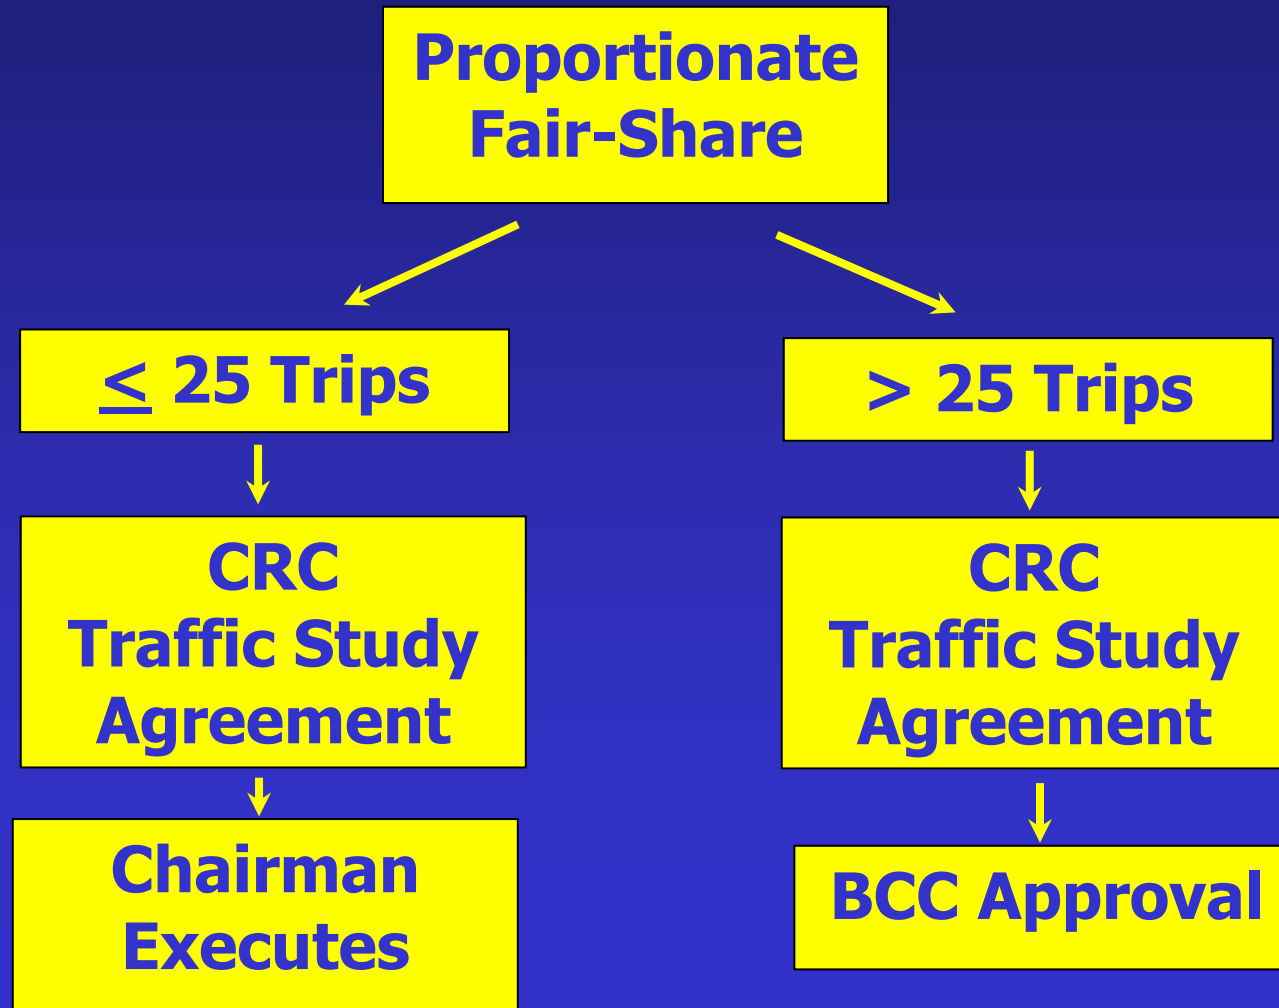 Proportionate
Fair-Share
≤ 25 Trips
> 25 Trips
CRC
Traffic Study
Agreement
CRC
Traffic Study
Agreement
Chairman
Executes
BCC Approval